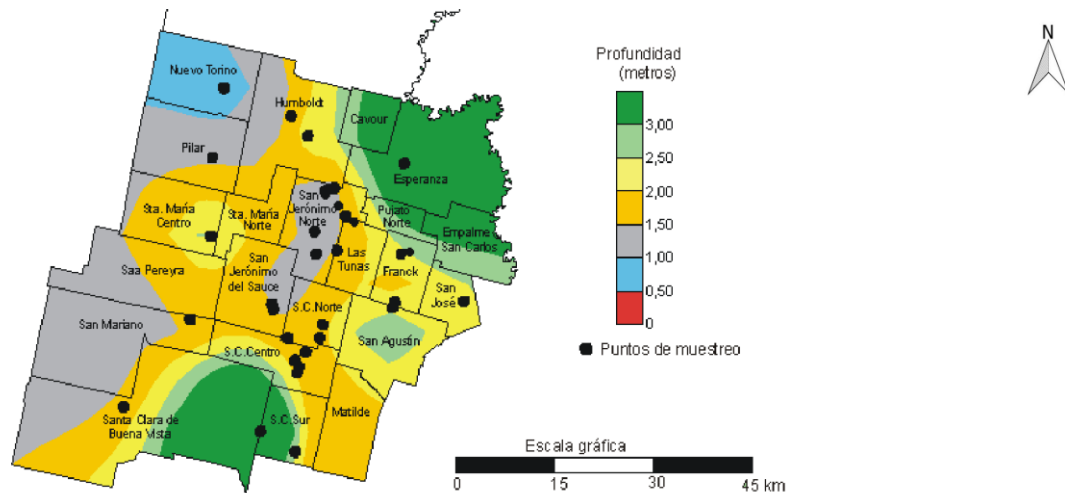 Nuevo Torino
Humboldt
Cavour
Pilar
Esperanza
San
Jerónimo
Norte
Sta. María
Centro
Sta. María
Norte
Pujato
Norte
Empalme
San Carlos
Saa Pereyra
San
Jerónimo
del Sauce
Las
Tunas
Franck
San
José
San Mariano
S.C.Norte
San Agustín
S.C.Centro
Santa Clara de
Buena Vista
S.C.Sur
Matilde
Profundidad
(metros)
3,00
2,50
2,00
1,50
1,00
0,50
0
Puntos de muestreo
N
Escala gráfica
0 15 30 45 km